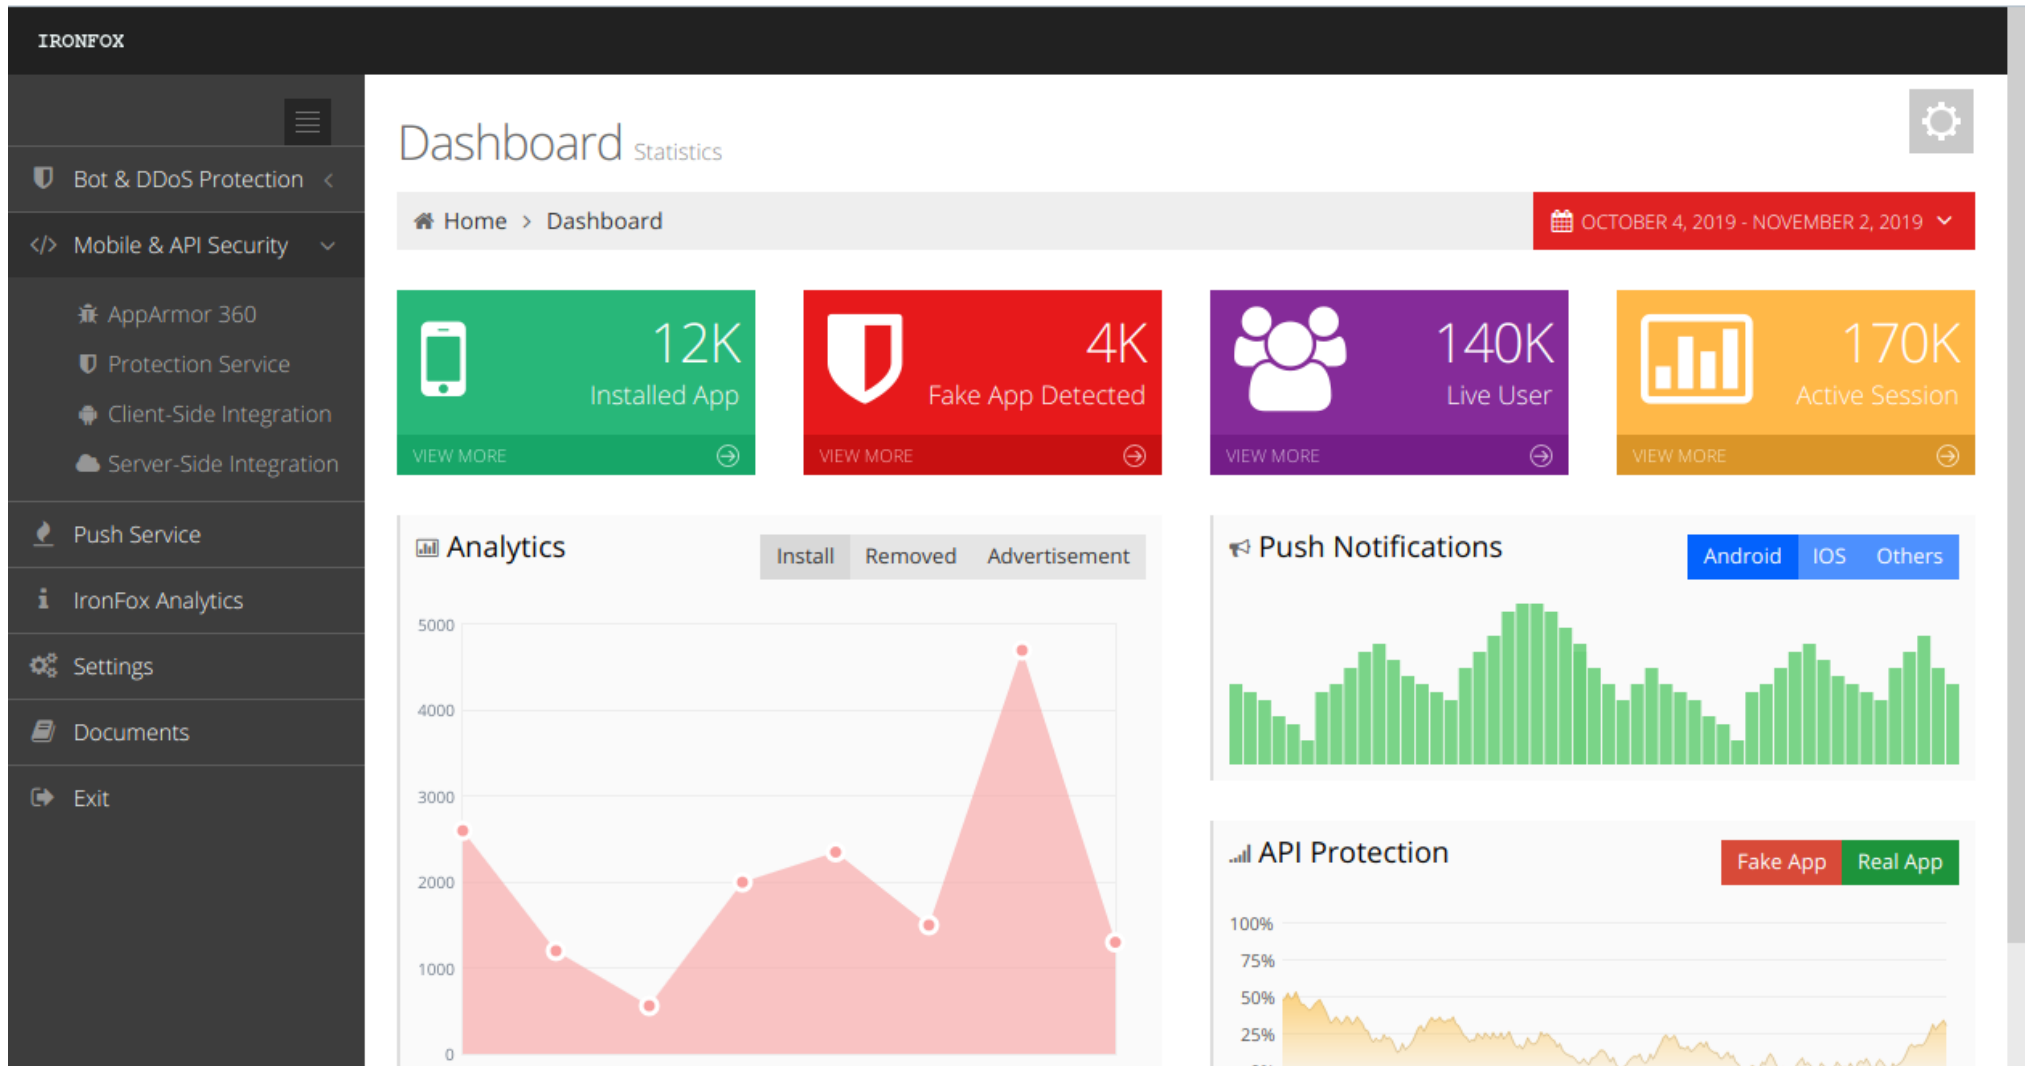 IRONFOX
Bot & DDoS Protection
Mobile & API Security
AppArmor 360
Protection Service
Client-Side Integration
Server-Side Integration
Push Service
IronFox Analytics
Settings
Documents
Exit
Dashboard Statistics
Home > Dashboard
OCTOBER 4, 2019 - NOVEMBER 2, 2019
12K
Installed App
VIEW MORE
4K
Fake App Detected
VIEW MORE
140K
Live User
VIEW MORE
170K
Active Session
VIEW MORE
Analytics
Install Removed Advertisement
5000
4000
3000
2000
1000
0
Push Notifications
Android IOS Others
API Protection
Fake App Real App
100%
75%
50%
25%